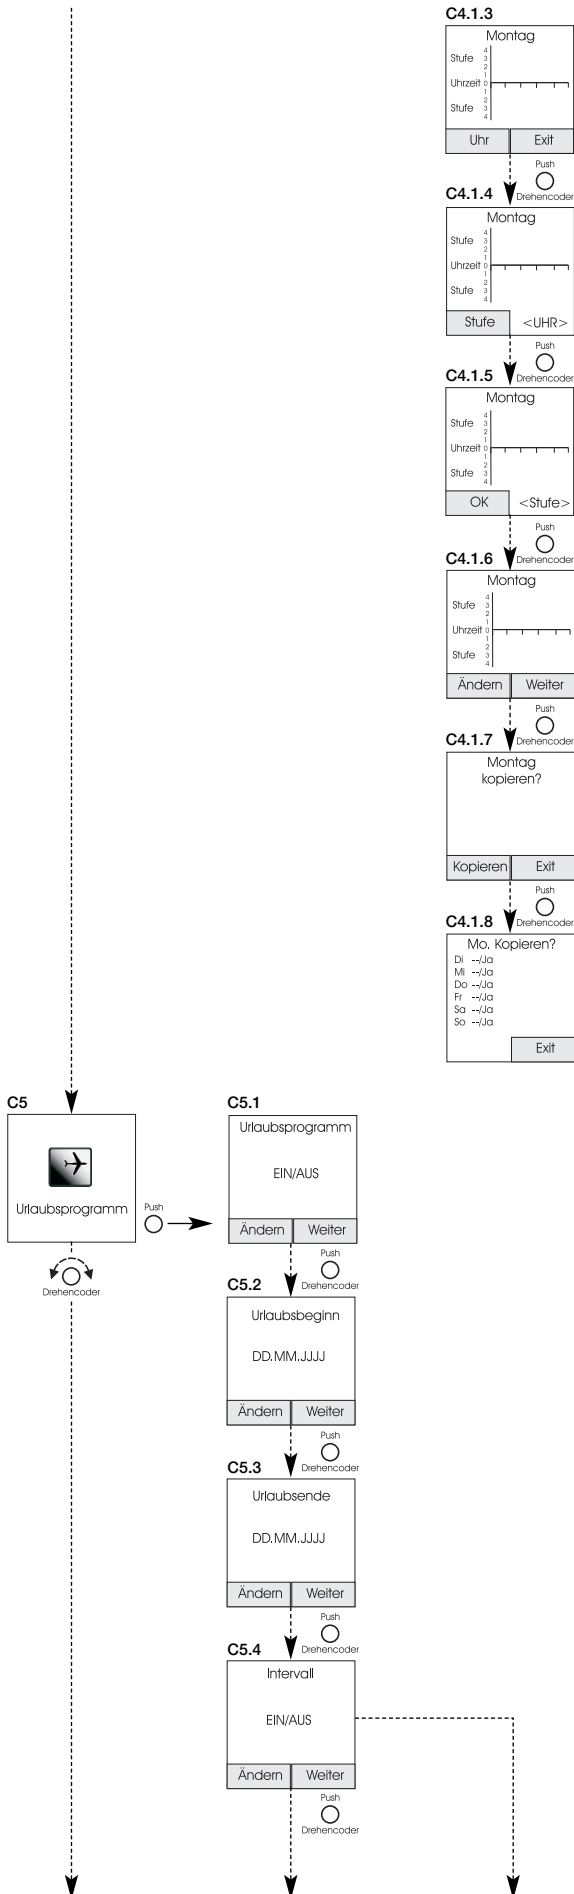 C4.1.3
Montag
4
Stufe 3
2
1
Uhrzeit 0
1
2
Stufe 3
4
Uhr Exit
Push
Drehencoder
C4.1.4
Montag
4
Stufe 3
2
1
Uhrzeit 0
1
2
Stufe 3
4
Stufe <UHR>
Push
Drehencoder
C4.1.5
Montag
4
Stufe 3
2
1
Uhrzeit 0
1
2
Stufe 3
4
OK <Stufe>
Push
Drehencoder
C4.1.6
Montag
4
Stufe 3
2
1
Uhrzeit 0
1
2
Stufe 3
4
Ändern Weiter
Push
Drehencoder
C4.1.7
Montag
kopieren?
Kopieren Exit
Push
Drehencoder
C4.1.8
Mo. Kopieren?
Di --/Ja
Mi --/Ja
Do --/Ja
Fr --/Ja
Sa --/Ja
So --/Ja
Exit
C5
Urlaubsprogramm
Push
Drehencoder
C5.1
Urlaubsprogramm
EIN/AUS
Ändern Weiter
Push
Drehencoder
C5.2
Urlaubsbeginn
DD.MM.JJJJ
Ändern Weiter
Push
Drehencoder
C5.3
Urlaubsende
DD.MM.JJJJ
Ändern Weiter
Push
Drehencoder
C5.4
Intervall
EIN/AUS
Ändern Weiter
Push
Drehencoder